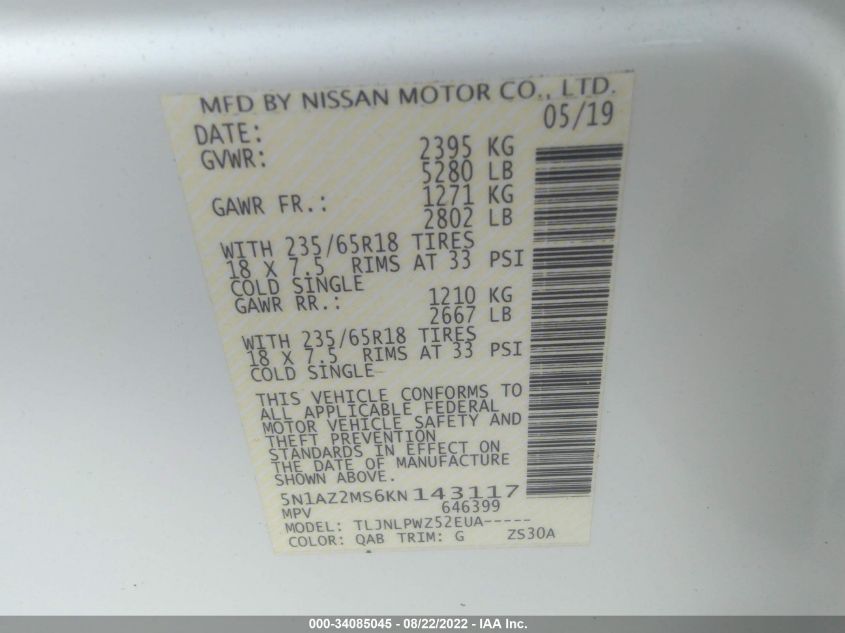 MFD BY NISSAN MOTOR CO., LTD.
DATE: 05/19
GVWR: 2395 KG
5280 LB
GAWR FR.: 1271 KG
2802 LB
WITH 235/65R18 TIRES
18 X 7.5 RIMS AT 33 PSI
COLD SINGLE
GAWR RR.: 1210 KG
2667 LB
WITH 235/65R18 TIRES
18 X 7.5 RIMS AT 33 PSI
COLD SINGLE
THIS VEHICLE CONFORMS TO
ALL APPLICABLE FEDERAL
MOTOR VEHICLE SAFETY AND
THEFT PREVENTION
STANDARDS IN EFFECT ON
THE DATE OF MANUFACTURE
SHOWN ABOVE.
5N1AZ2MS6KN143117
MPV 646399
MODEL: TLJNLPWZ52EUA-----
COLOR: QAB TRIM: G ZS30A
000-34085045 - 08/22/2022 - IAA Inc.